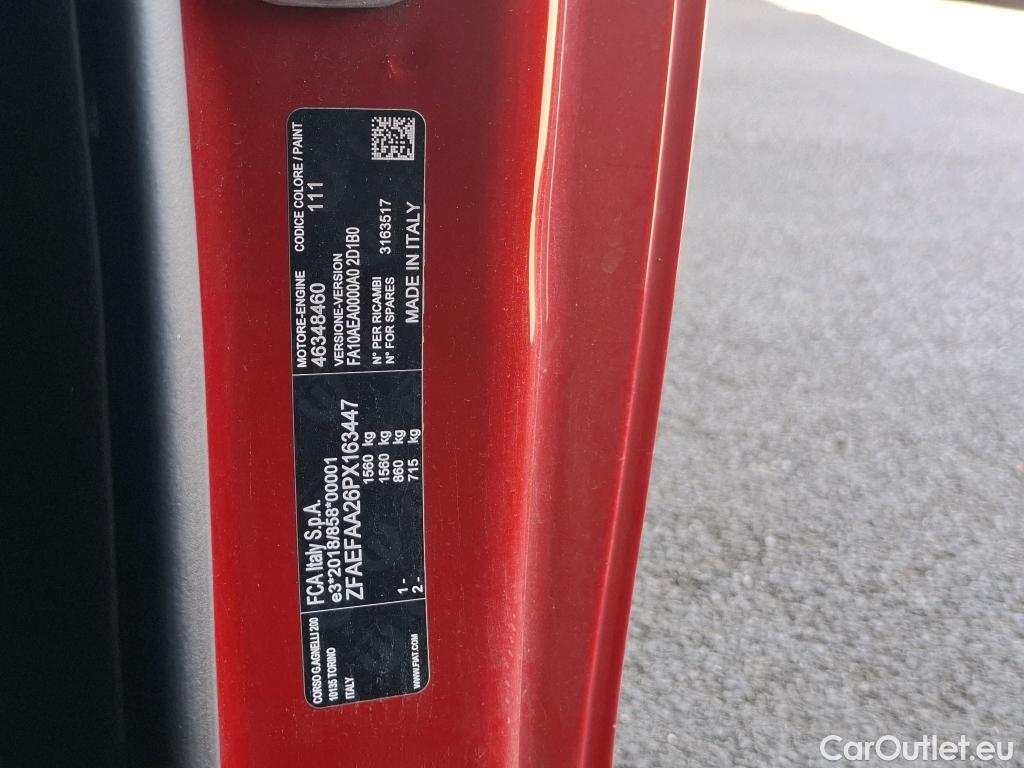 CORSO G.AGNELLI 200
10135 TORINO
ITALY
WWW.FIAT.COM
FCA Italy S.p.A.
e3*2018/858*00001
ZFAEFAA26PX163447
1560 kg
1560 kg
1- 860 kg
2- 715 kg
MOTORE-ENGINE CODICE COLORE / PAINT
46348460 111
VERSIONE-VERSION
FA10AEA0000A0 2D1B0
N° PER RICAMBI
N° FOR SPARES 3163517
MADE IN ITALY
CarOutlet.eu